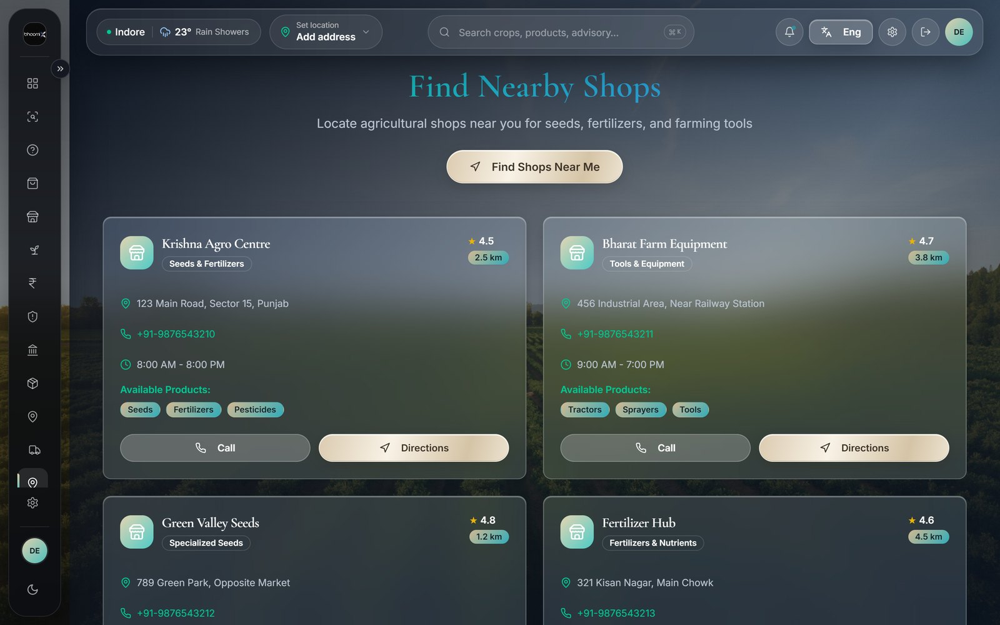 bhoomiX
Indore
23° Rain Showers
Set location
Add address
Search crops, products, advisory...
⌘ K
Eng
DE
Find Nearby Shops
Locate agricultural shops near you for seeds, fertilizers, and farming tools
Find Shops Near Me
Krishna Agro Centre
Seeds & Fertilizers
★ 4.5
2.5 km
123 Main Road, Sector 15, Punjab
+91-9876543210
8:00 AM - 8:00 PM
Available Products:
Seeds Fertilizers Pesticides
Call Directions
Bharat Farm Equipment
Tools & Equipment
★ 4.7
3.8 km
456 Industrial Area, Near Railway Station
+91-9876543211
9:00 AM - 7:00 PM
Available Products:
Tractors Sprayers Tools
Call Directions
Green Valley Seeds
Specialized Seeds
★ 4.8
1.2 km
789 Green Park, Opposite Market
+91-9876543212
Fertilizer Hub
Fertilizers & Nutrients
★ 4.6
4.5 km
321 Kisan Nagar, Main Chowk
+91-9876543213
DE